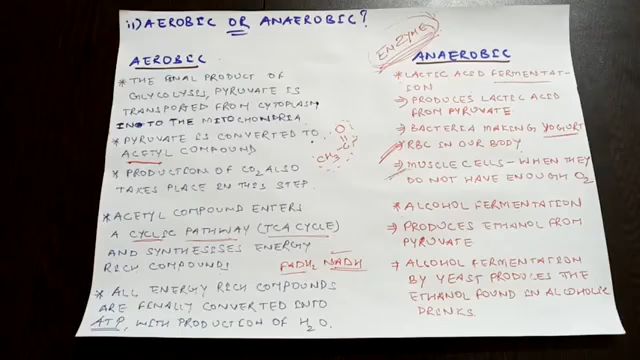 ii) AEROBIC OR ANAEROBIC?
AEROBIC
* THE FINAL PRODUCT OF
GLYCOLYSIS, PYRUVATE IS
TRANSPORTED FROM CYTOPLASM
INTO THE MITOCHONDRIA
* PYRUVATE IS CONVERTED TO
ACETYL COMPOUND
* PRODUCTION OF CO2 ALSO
TAKES PLACE IN THIS STEP.
O
CH3 C
* ACETYL COMPOUND ENTERS
A CYCLIC PATHWAY (TCA CYCLE)
AND SYNTHESISES ENERGY
RICH COMPOUND: FADH2 NADH
* ALL ENERGY RICH COMPOUNDS
ARE FINALLY CONVERTED INTO
ATP, WITH PRODUCTION OF H2O.
ENZYME
ANAEROBIC
* LACTIC ACID FERMENTAT-
ION
⇒ PRODUCES LACTIC ACID
FROM PYRUVATE
⇒ BACTERIA MAKING YOGURT
⇒ RBC IN OUR BODY
⇒ MUSCLE CELLS - WHEN THEY
DO NOT HAVE ENOUGH O2
* ALCOHOL FERMENTATION
⇒ PRODUCES ETHANOL FROM
PYRUVATE
⇒ ALCOHOL FERMENTATION
BY YEAST PRODUCES THE
ETHANOL FOUND IN ALCOHOLIC
DRINKS